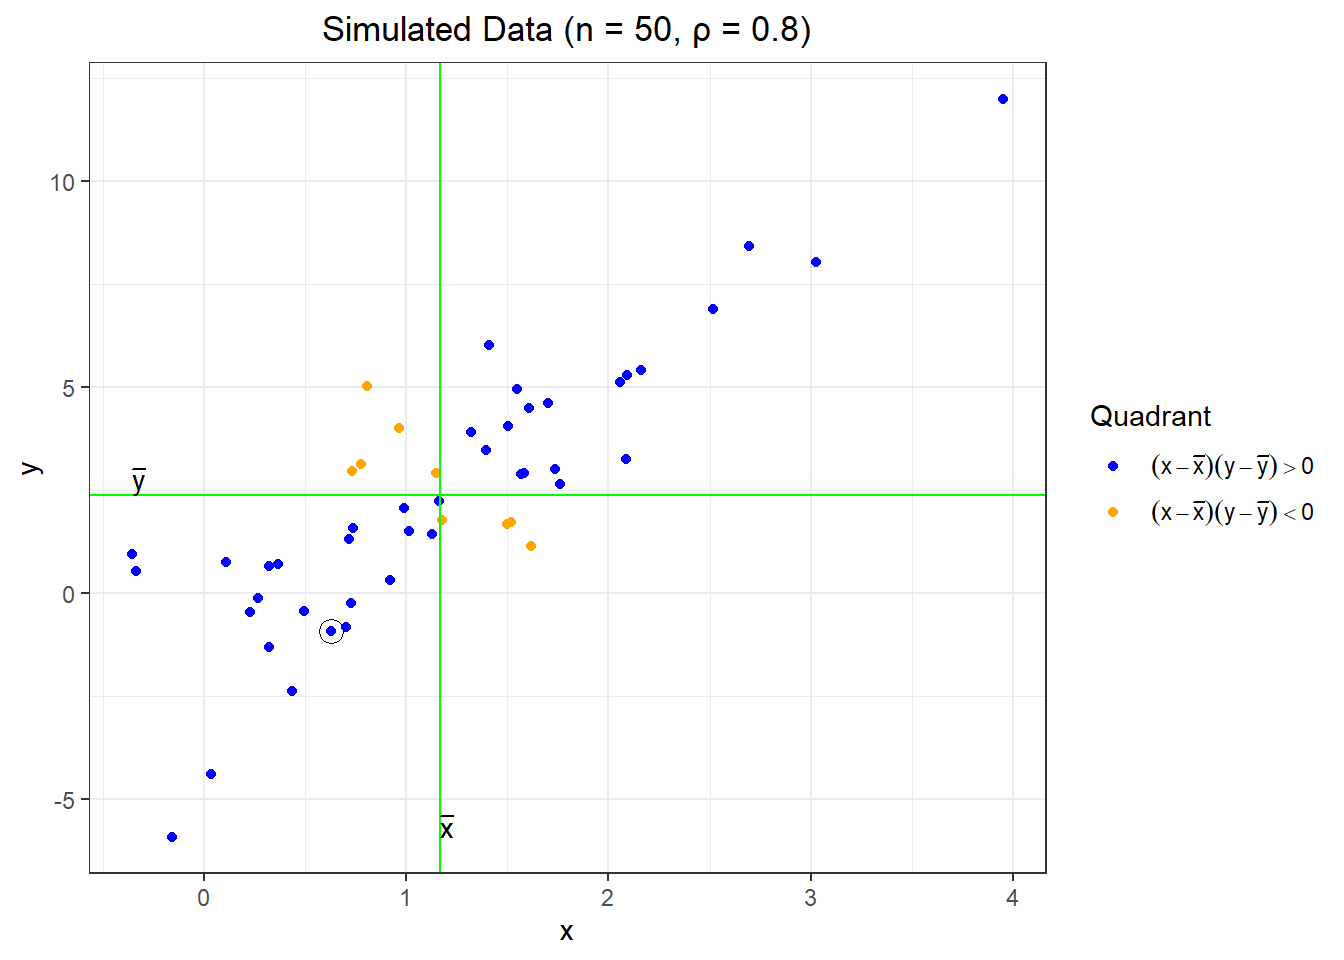 Simulated Data (n = 50, ρ = 0.8)
10
5
0
-5
y
y̅
x̅
0 1 2 3 4
x
Quadrant
(x − x̅)(y − y̅) > 0
(x − x̅)(y − y̅) < 0